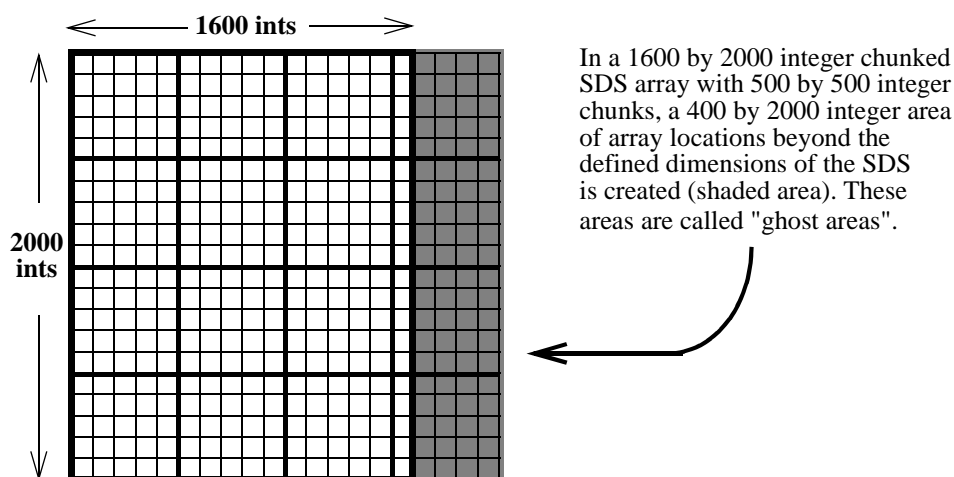 1600 ints
2000
ints
In a 1600 by 2000 integer chunked
SDS array with 500 by 500 integer
chunks, a 400 by 2000 integer area
of array locations beyond the
defined dimensions of the SDS
is created (shaded area). These
areas are called "ghost areas".